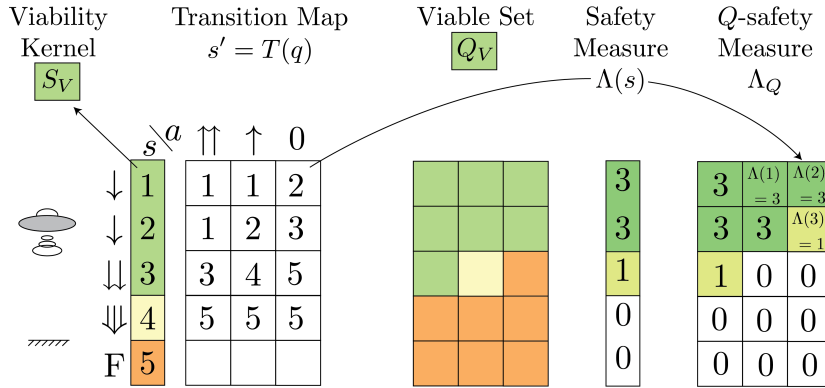 Viability Transition Map Viable Set Safety Q-safety
Kernel s′ = T(q) Q_V Measure Measure
S_V Λ(s) Λ_Q
s\a ⇈ ↑ 0
↓ 1 1 1 2 3 3 Λ(1) = 3 Λ(2) = 3
↓ 2 1 2 3 3 3 3 Λ(3) = 1
⇊ 3 3 4 5 1 1 0 0
⤋ 4 5 5 5 0 0 0 0
F 5 0 0 0 0